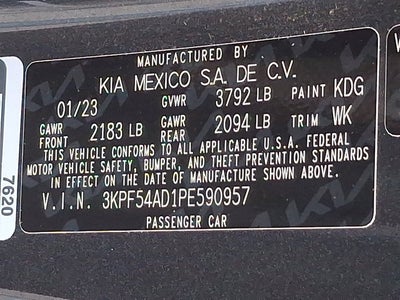 MANUFACTURED BY
KIA MEXICO S.A. DE C.V.
01/23 GVWR 3792 LB PAINT KDG
GAWR FRONT 2183 LB GAWR REAR 2094 LB TRIM WK
THIS VEHICLE CONFORMS TO ALL APPLICABLE U.S.A. FEDERAL
MOTOR VEHICLE SAFETY, BUMPER, AND THEFT PREVENTION STANDARDS
IN EFFECT ON THE DATE OF MANUFACTURE SHOWN ABOVE.
V.I.N. 3KPF54AD1PE590957
PASSENGER CAR
7620